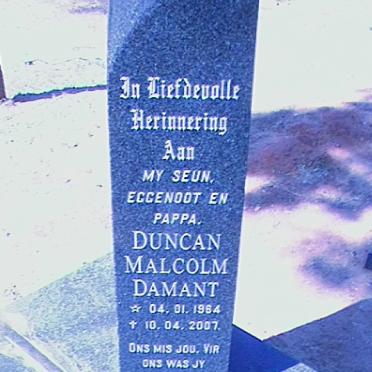 In Liefdevolle
Herinnering
Aan
MY SEUN,
EGGENOOT EN
PAPPA,
DUNCAN
MALCOLM
DAMANT
☆ 04. 01. 1964
✝ 10. 04. 2007.
ONS MIS JOU, VIR
ONS WAS JY